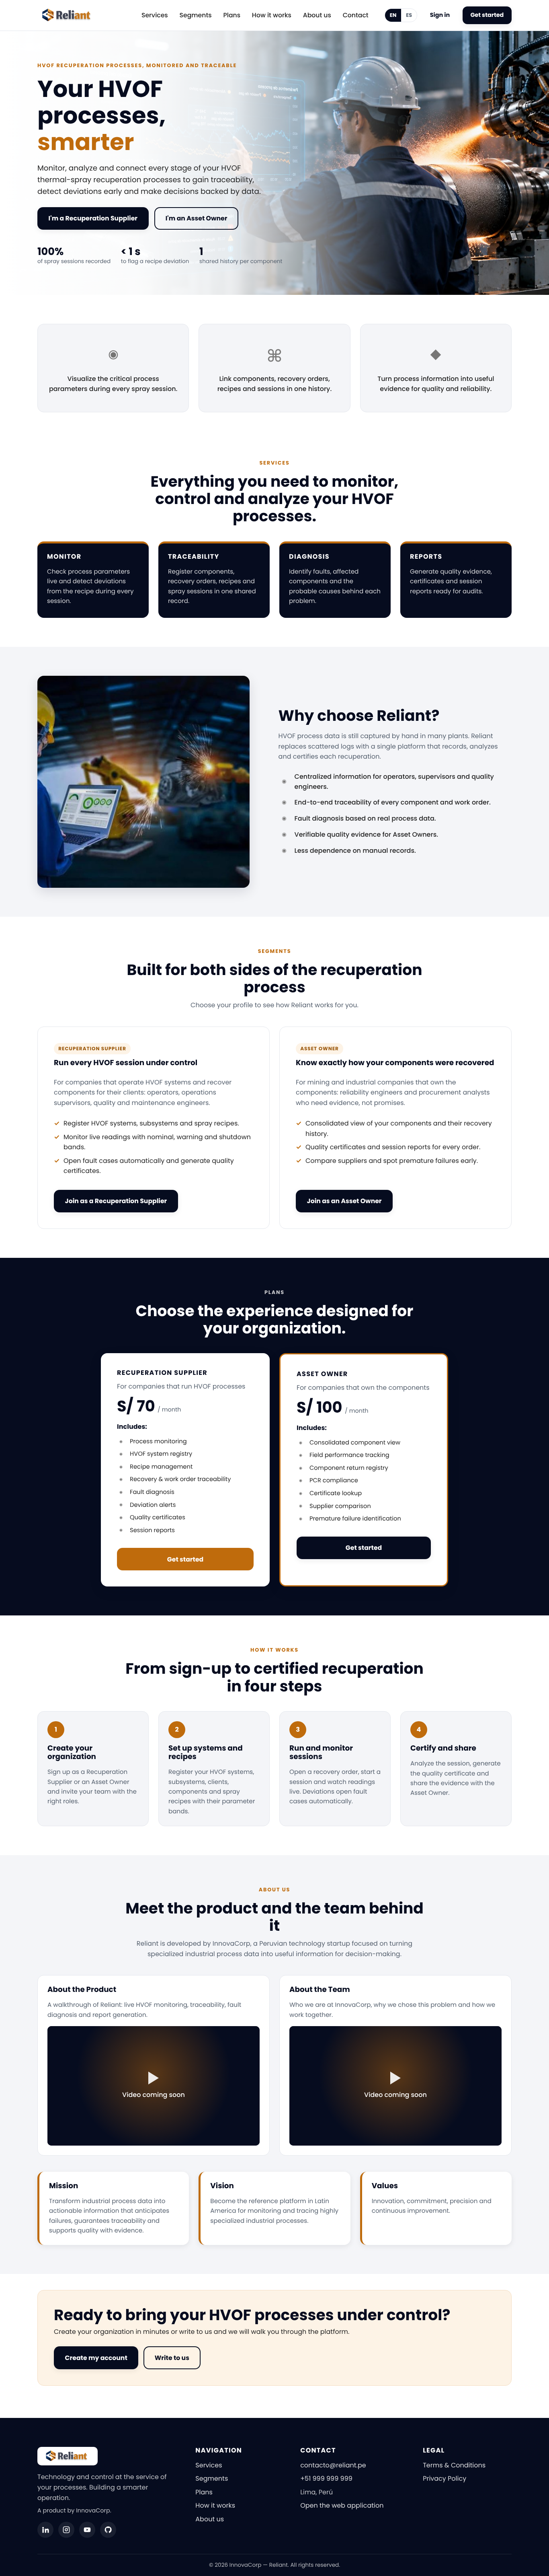 Reliant
Services Segments Plans How it works About us Contact EN ES Sign in Get started
HVOF RECUPERATION PROCESSES, MONITORED AND TRACEABLE
Your HVOF
processes,
smarter
Monitor, analyze and connect every stage of your HVOF
thermal-spray recuperation processes to gain traceability,
detect deviations early and make decisions backed by data.
I'm a Recuperation Supplier
I'm an Asset Owner
100%
of spray sessions recorded
< 1 s
to flag a recipe deviation
1
shared history per component
Visualize the critical process
parameters during every spray session.
Link components, recovery orders,
recipes and sessions in one history.
Turn process information into useful
evidence for quality and reliability.
SERVICES
Everything you need to monitor,
control and analyze your HVOF
processes.
MONITOR
Check process parameters
live and detect deviations
from the recipe during every
session.
TRACEABILITY
Register components,
recovery orders, recipes and
spray sessions in one shared
record.
DIAGNOSIS
Identify faults, affected
components and the
probable causes behind each
problem.
REPORTS
Generate quality evidence,
certificates and session
reports ready for audits.
Why choose Reliant?
HVOF process data is still captured by hand in many plants. Reliant
replaces scattered logs with a single platform that records, analyzes
and certifies each recuperation.
Centralized information for operators, supervisors and quality
engineers.
End-to-end traceability of every component and work order.
Fault diagnosis based on real process data.
Verifiable quality evidence for Asset Owners.
Less dependence on manual records.
SEGMENTS
Built for both sides of the recuperation
process
Choose your profile to see how Reliant works for you.
RECUPERATION SUPPLIER
Run every HVOF session under control
For companies that operate HVOF systems and recover
components for their clients: operators, operations
supervisors, quality and maintenance engineers.
✓ Register HVOF systems, subsystems and spray recipes.
✓ Monitor live readings with nominal, warning and shutdown
bands.
✓ Open fault cases automatically and generate quality
certificates.
Join as a Recuperation Supplier
ASSET OWNER
Know exactly how your components were recovered
For mining and industrial companies that own the
components: reliability engineers and procurement analysts
who need evidence, not promises.
✓ Consolidated view of your components and their recovery
history.
✓ Quality certificates and session reports for every order.
✓ Compare suppliers and spot premature failures early.
Join as an Asset Owner
PLANS
Choose the experience designed for
your organization.
RECUPERATION SUPPLIER
For companies that run HVOF processes
S/ 70 / month
Includes:
Process monitoring
HVOF system registry
Recipe management
Recovery & work order traceability
Fault diagnosis
Deviation alerts
Quality certificates
Session reports
Get started
ASSET OWNER
For companies that own the components
S/ 100 / month
Includes:
Consolidated component view
Field performance tracking
Component return registry
PCR compliance
Certificate lookup
Supplier comparison
Premature failure identification
Get started
HOW IT WORKS
From sign-up to certified recuperation
in four steps
1
Create your
organization
Sign up as a Recuperation
Supplier or an Asset Owner
and invite your team with the
right roles.
2
Set up systems and
recipes
Register your HVOF systems,
subsystems, clients,
components and spray
recipes with their parameter
bands.
3
Run and monitor
sessions
Open a recovery order, start a
session and watch readings
live. Deviations open fault
cases automatically.
4
Certify and share
Analyze the session, generate
the quality certificate and
share the evidence with the
Asset Owner.
ABOUT US
Meet the product and the team behind
it
Reliant is developed by InnovaCorp, a Peruvian technology startup focused on turning
specialized industrial process data into useful information for decision-making.
About the Product
A walkthrough of Reliant: live HVOF monitoring, traceability, fault
diagnosis and report generation.
Video coming soon
About the Team
Who we are at InnovaCorp, why we chose this problem and how we
work together.
Video coming soon
Mission
Transform industrial process data into
actionable information that anticipates
failures, guarantees traceability and
supports quality with evidence.
Vision
Become the reference platform in Latin
America for monitoring and tracing highly
specialized industrial processes.
Values
Innovation, commitment, precision and
continuous improvement.
Ready to bring your HVOF processes under control?
Create your organization in minutes or write to us and we will walk you through the platform.
Create my account
Write to us
Reliant
Technology and control at the service of
your processes. Building a smarter
operation.
A product by InnovaCorp.
in
NAVIGATION
Services
Segments
Plans
How it works
About us
CONTACT
contacto@reliant.pe
+51 999 999 999
Lima, Perú
Open the web application
LEGAL
Terms & Conditions
Privacy Policy
© 2026 InnovaCorp — Reliant. All rights reserved.